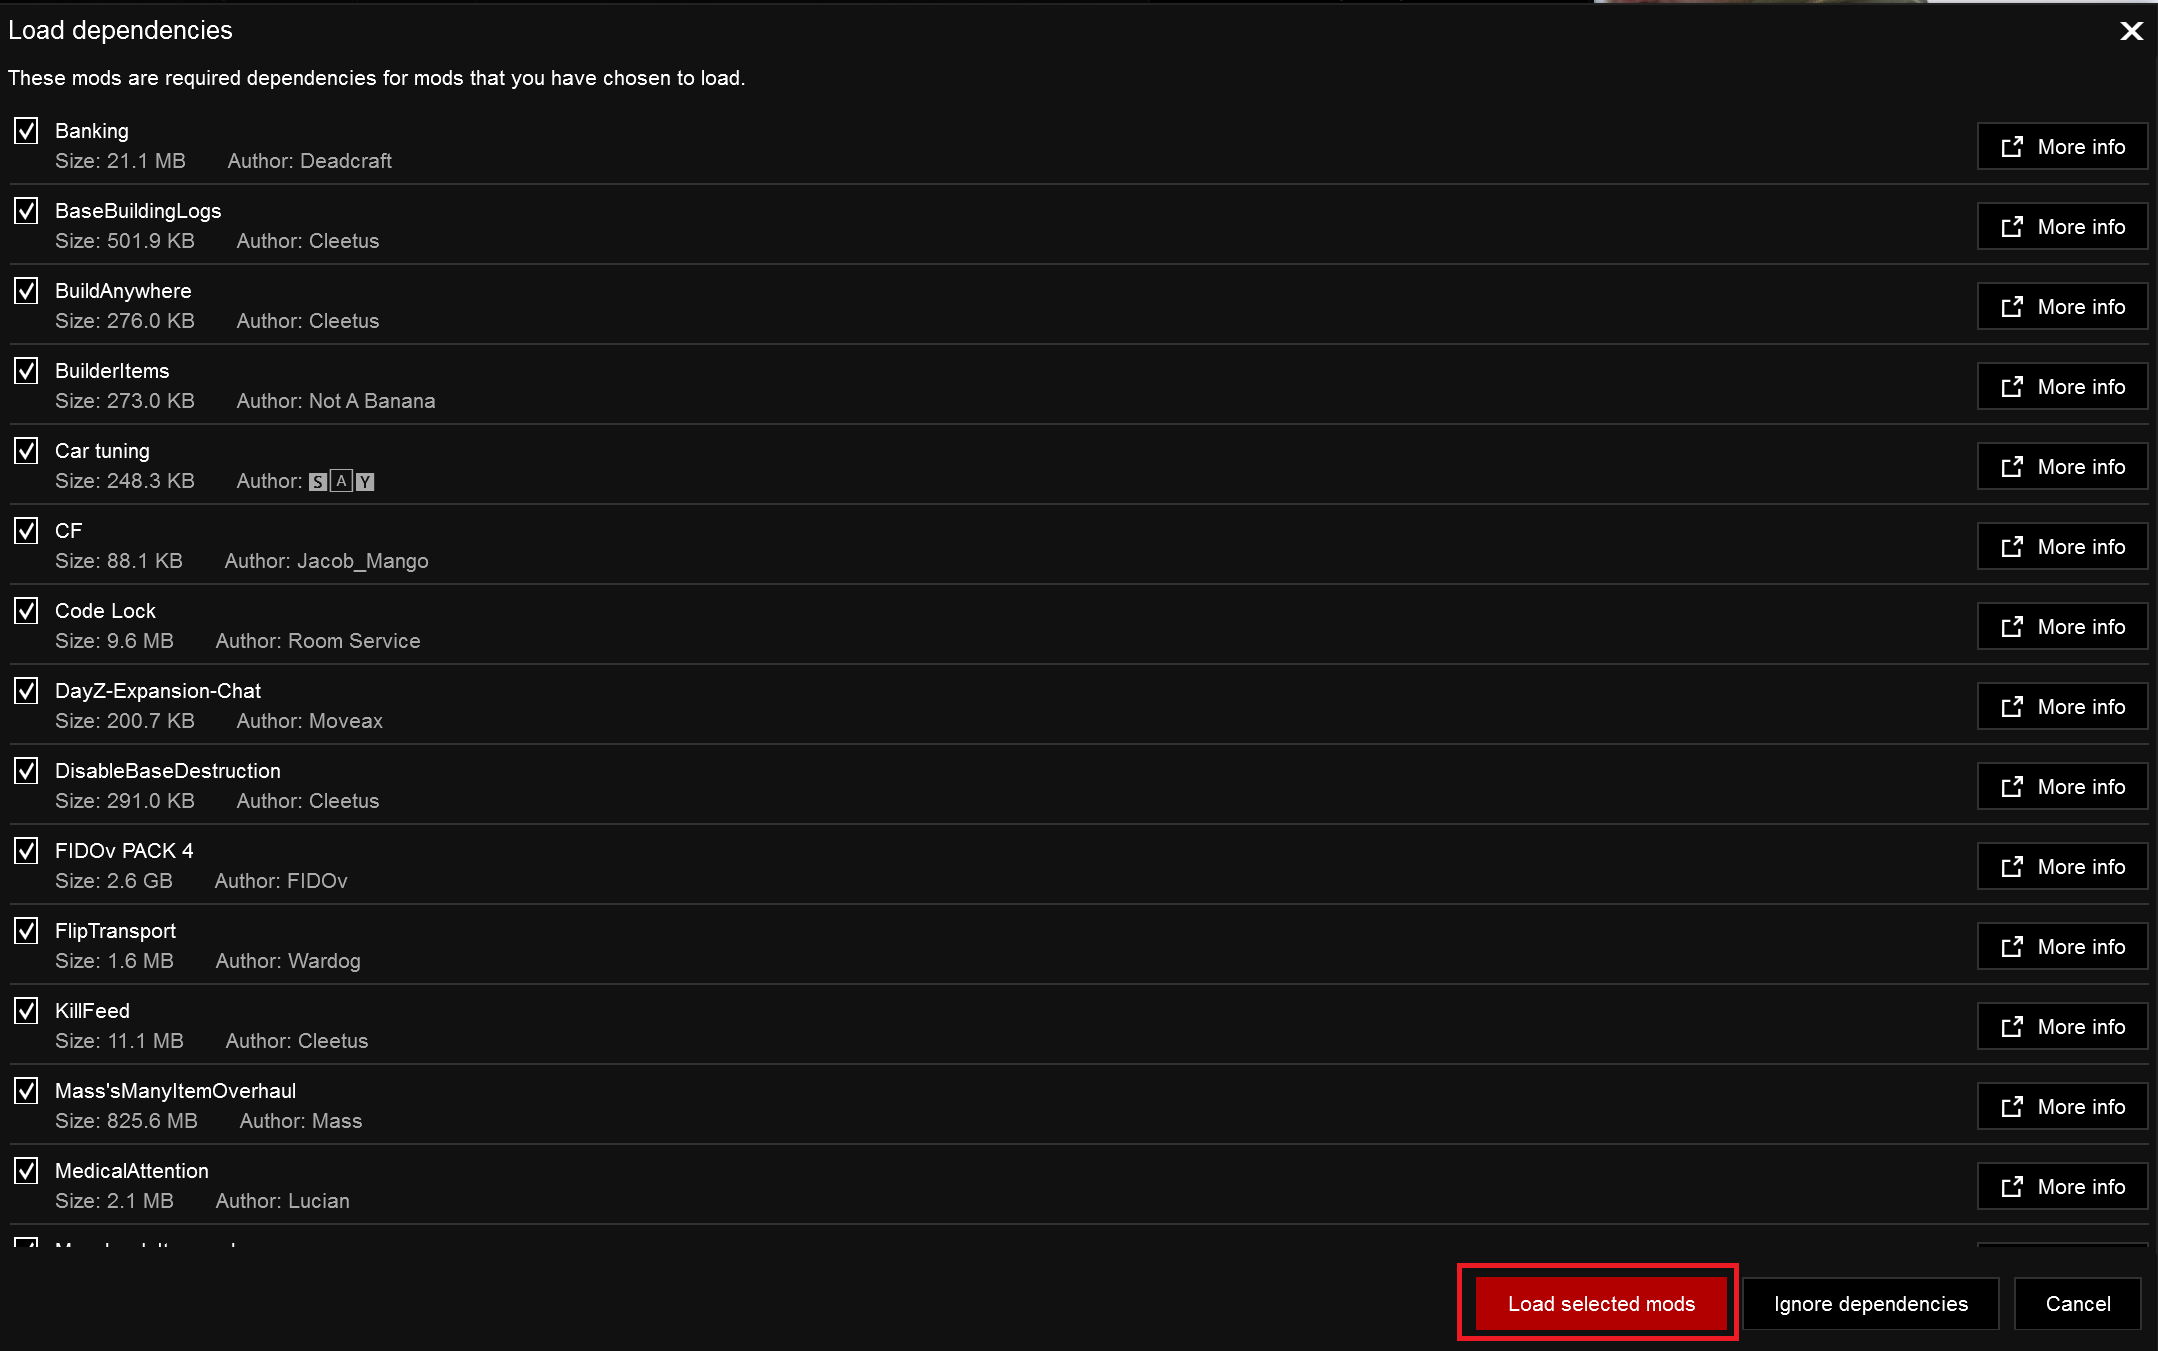 Load dependencies
These mods are required dependencies for mods that you have chosen to load.
Banking
Size: 21.1 MB Author: Deadcraft
More info
BaseBuildingLogs
Size: 501.9 KB Author: Cleetus
More info
BuildAnywhere
Size: 276.0 KB Author: Cleetus
More info
BuilderItems
Size: 273.0 KB Author: Not A Banana
More info
Car tuning
Size: 248.3 KB Author: SAY
More info
CF
Size: 88.1 KB Author: Jacob_Mango
More info
Code Lock
Size: 9.6 MB Author: Room Service
More info
DayZ-Expansion-Chat
Size: 200.7 KB Author: Moveax
More info
DisableBaseDestruction
Size: 291.0 KB Author: Cleetus
More info
FIDOv PACK 4
Size: 2.6 GB Author: FIDOv
More info
FlipTransport
Size: 1.6 MB Author: Wardog
More info
KillFeed
Size: 11.1 MB Author: Cleetus
More info
Mass'sManyItemOverhaul
Size: 825.6 MB Author: Mass
More info
MedicalAttention
Size: 2.1 MB Author: Lucian
More info
Load selected mods Ignore dependencies Cancel